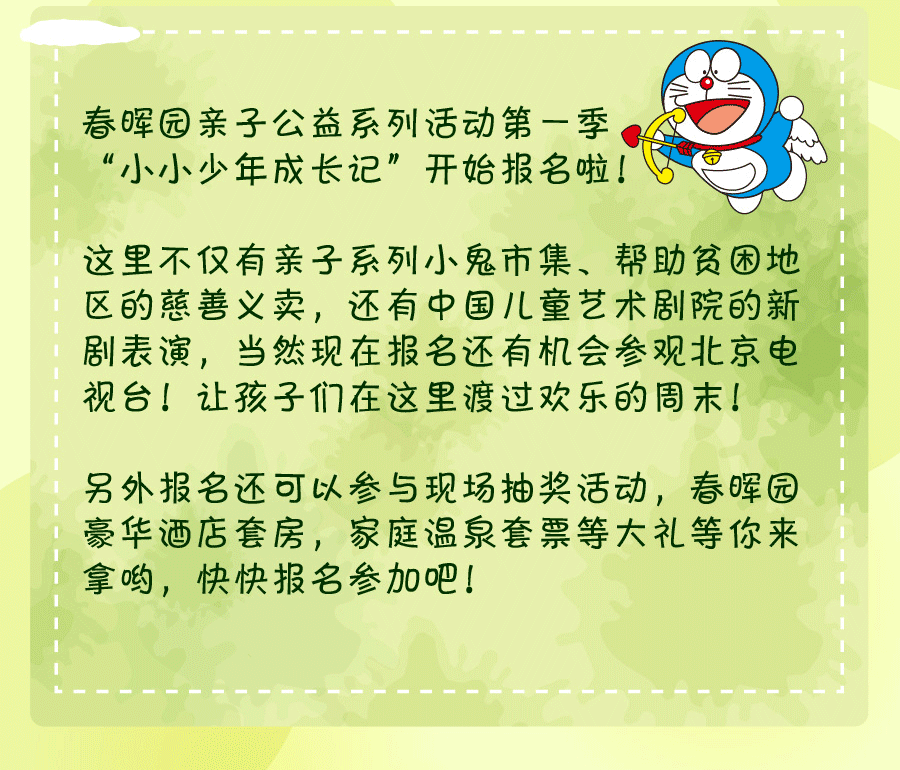 春晖园亲子公益系列活动第一季
“小小少年成长记”开始报名啦！
这里不仅有亲子系列小鬼市集、帮助贫困地
区的慈善义卖，还有中国儿童艺术剧院的新
剧表演，当然现在报名还有机会参观北京电
视台！让孩子们在这里渡过欢乐的周末！
另外报名还可以参与现场抽奖活动，春晖园
豪华酒店套房，家庭温泉套票等大礼等你来
拿哟，快快报名参加吧！